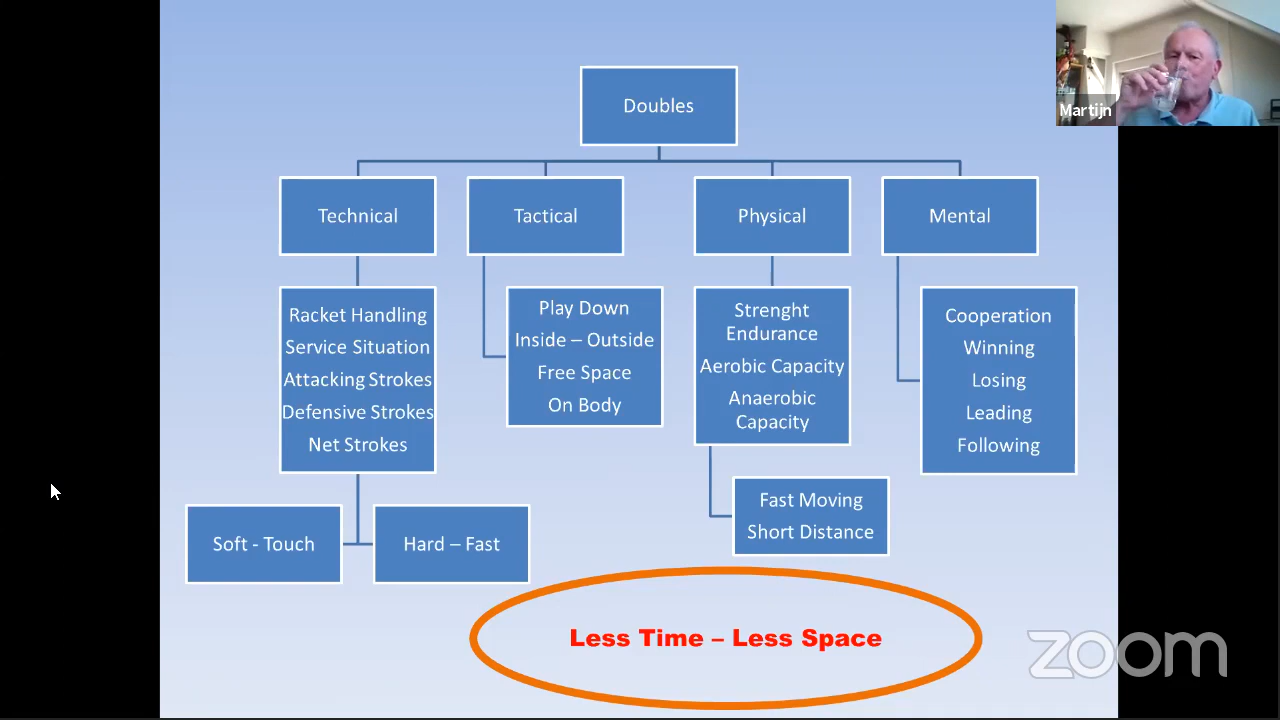 Martijn
Doubles
Technical
Tactical
Physical
Mental
Racket Handling
Service Situation
Attacking Strokes
Defensive Strokes
Net Strokes
Play Down
Inside – Outside
Free Space
On Body
Strenght
Endurance
Aerobic Capacity
Anaerobic
Capacity
Cooperation
Winning
Losing
Leading
Following
Soft - Touch
Hard – Fast
Fast Moving
Short Distance
Less Time – Less Space
zoom